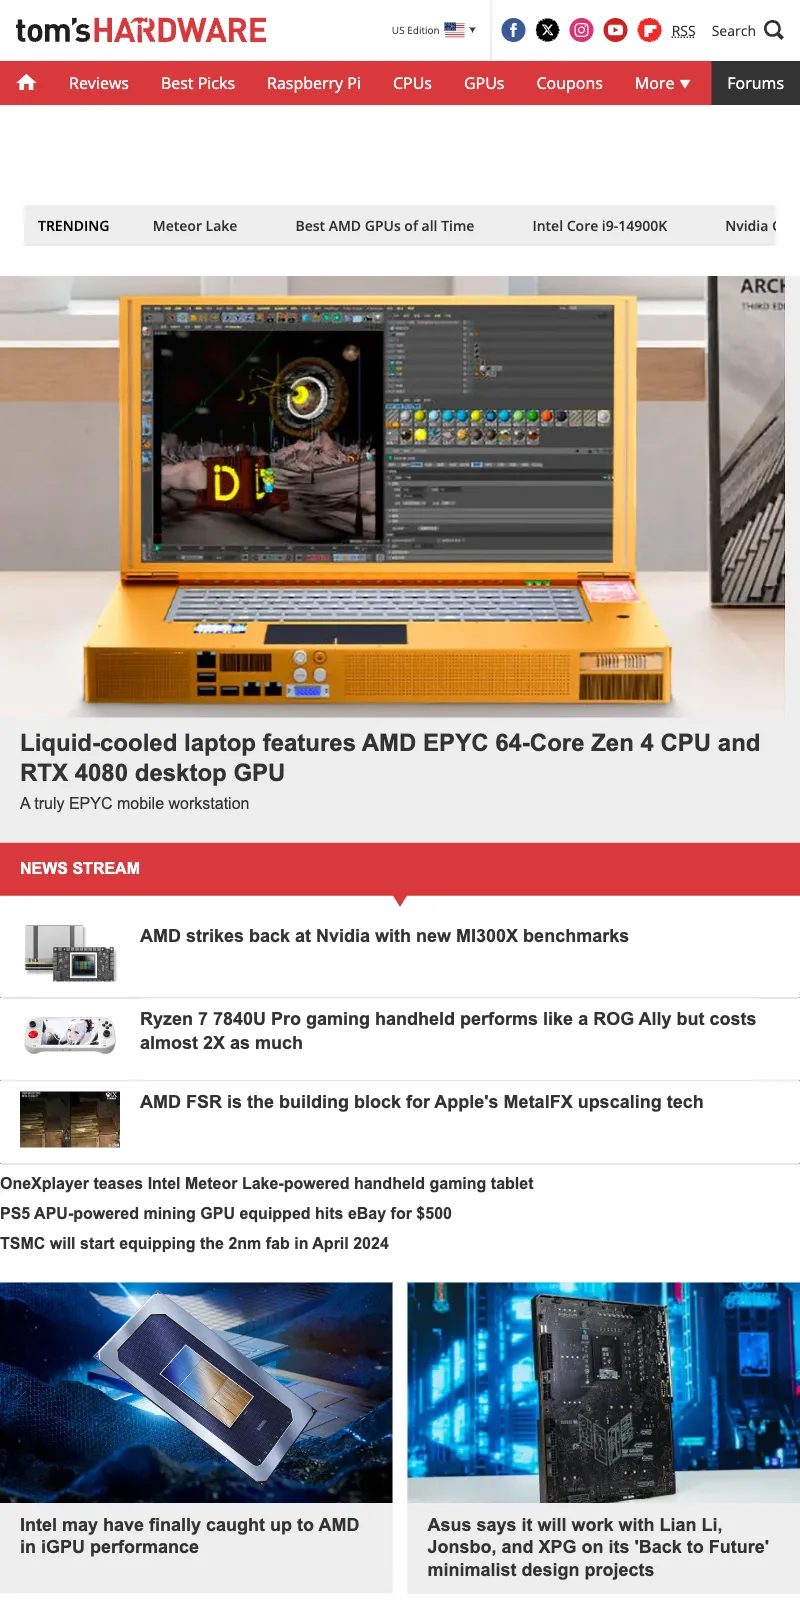 tom'sHARDWARE
US Edition
RSS
Search
Reviews
Best Picks
Raspberry Pi
CPUs
GPUs
Coupons
More
Forums
TRENDING
Meteor Lake
Best AMD GPUs of all Time
Intel Core i9-14900K
Nvidia
ARCH
THIRD EDI
Liquid-cooled laptop features AMD EPYC 64-Core Zen 4 CPU and
RTX 4080 desktop GPU
A truly EPYC mobile workstation
NEWS STREAM
AMD strikes back at Nvidia with new MI300X benchmarks
Ryzen 7 7840U Pro gaming handheld performs like a ROG Ally but costs
almost 2X as much
AMD FSR is the building block for Apple's MetalFX upscaling tech
OneXplayer teases Intel Meteor Lake-powered handheld gaming tablet
PS5 APU-powered mining GPU equipped hits eBay for $500
TSMC will start equipping the 2nm fab in April 2024
Intel may have finally caught up to AMD
in iGPU performance
Asus says it will work with Lian Li,
Jonsbo, and XPG on its 'Back to Future'
minimalist design projects